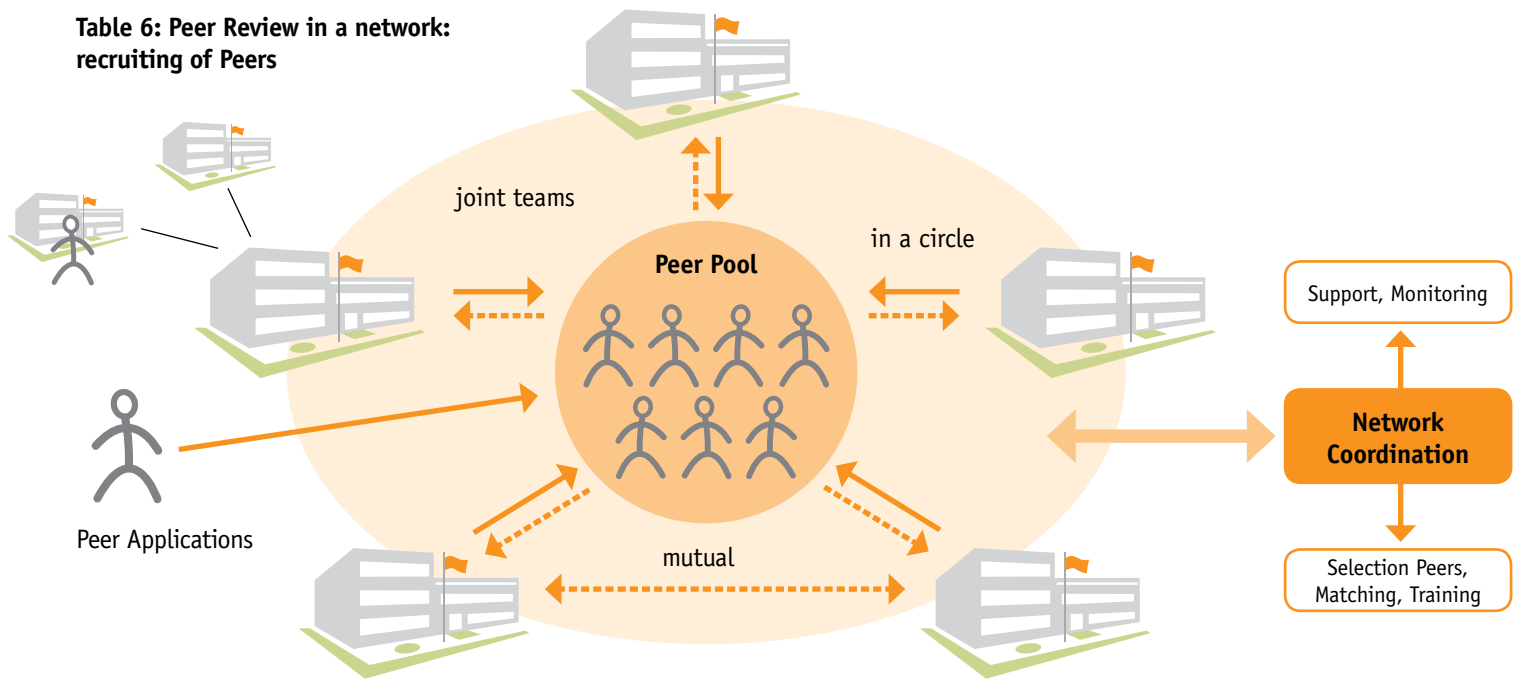 Table 6: Peer Review in a network:
recruiting of Peers
joint teams
in a circle
Peer Pool
Support, Monitoring
Network
Coordination
Peer Applications
mutual
Selection Peers,
Matching, Training